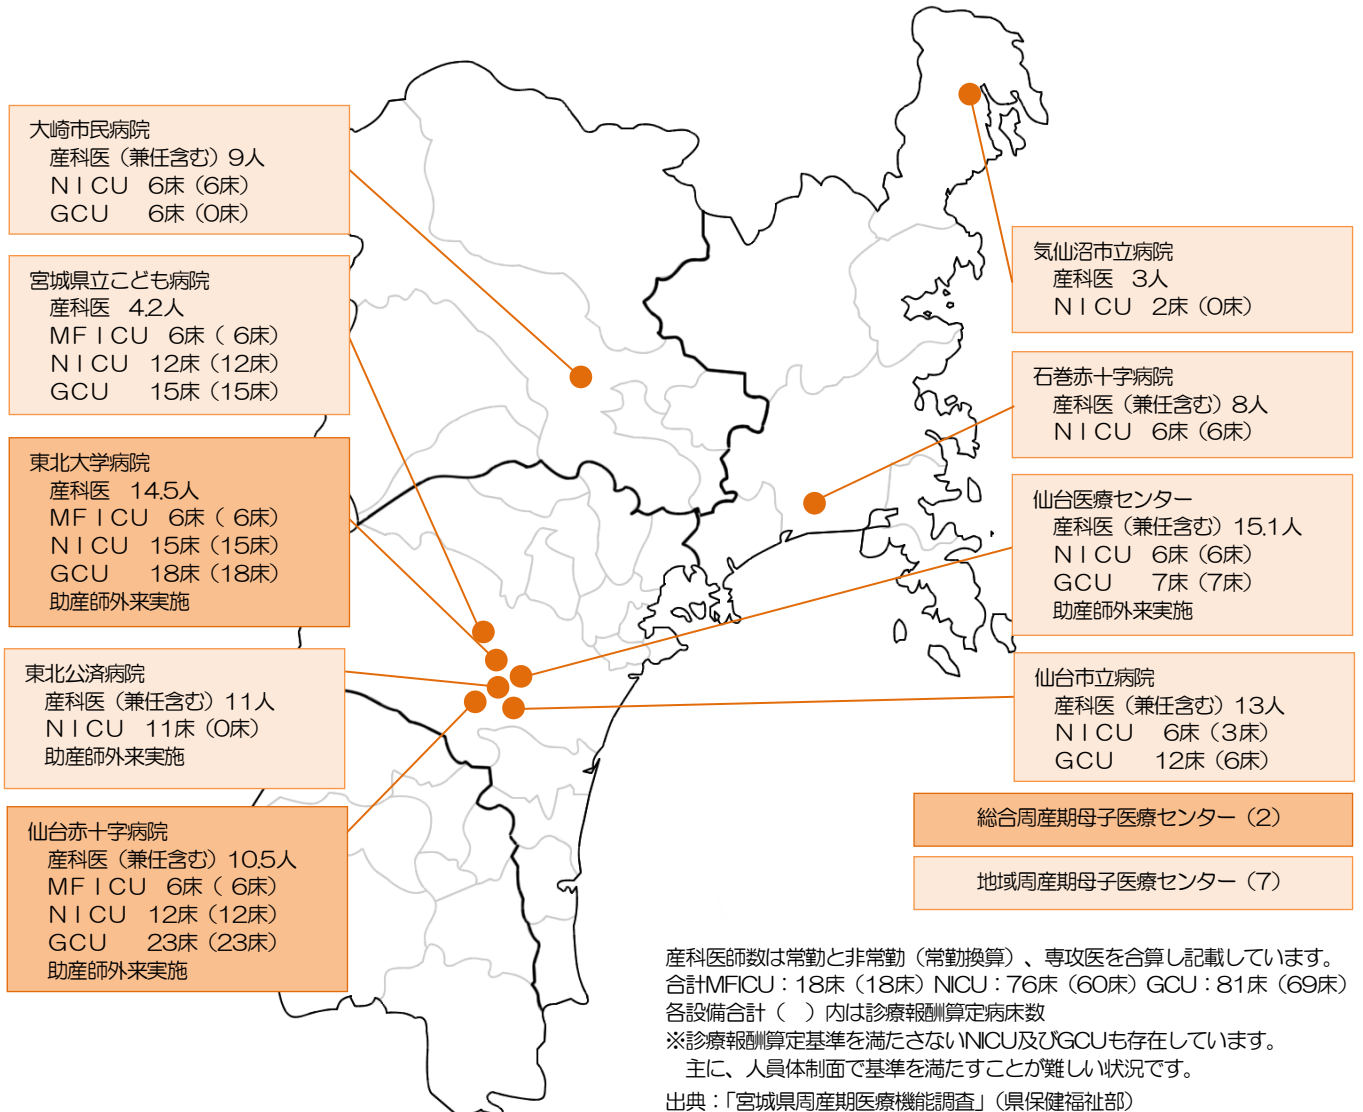 大崎市民病院
産科医（兼任含む）9人
NICU 6床（6床）
GCU 6床（0床）
宮城県立こども病院
産科医 4.2人
MFICU 6床（ 6床）
NICU 12床（12床）
GCU 15床（15床）
東北大学病院
産科医 14.5人
MFICU 6床（ 6床）
NICU 15床（15床）
GCU 18床（18床）
助産師外来実施
東北公済病院
産科医（兼任含む）11人
NICU 11床（0床）
助産師外来実施
仙台赤十字病院
産科医（兼任含む）10.5人
MFICU 6床（ 6床）
NICU 12床（12床）
GCU 23床（23床）
助産師外来実施
気仙沼市立病院
産科医 3人
NICU 2床（0床）
石巻赤十字病院
産科医（兼任含む）8人
NICU 6床（6床）
仙台医療センター
産科医（兼任含む）15.1人
NICU 6床（6床）
GCU 7床（7床）
助産師外来実施
仙台市立病院
産科医（兼任含む）13人
NICU 6床（3床）
GCU 12床（6床）
総合周産期母子医療センター（2）
地域周産期母子医療センター（7）
産科医師数は常勤と非常勤（常勤換算）、専攻医を合算し記載しています。
合計MFICU：18床（18床）NICU：76床（60床）GCU：81床（69床）
各設備合計（ ）内は診療報酬算定病床数
※診療報酬算定基準を満たさないNICU及びGCUも存在しています。
主に、人員体制面で基準を満たすことが難しい状況です。
出典：「宮城県周産期医療機能調査」（県保健福祉部）